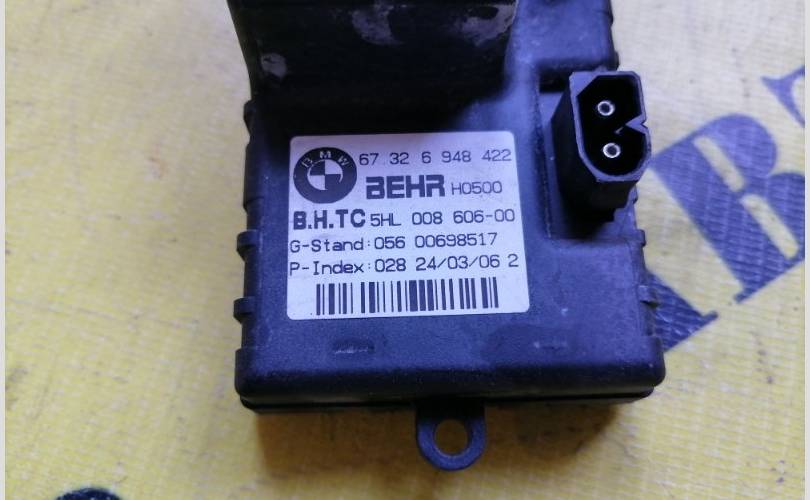 BMW 67.32 6 948 422
BEHR H0500
B.H.TC 5HL 008 606-00
G-Stand:056 00698517
P-Index:028 24/03/06 2